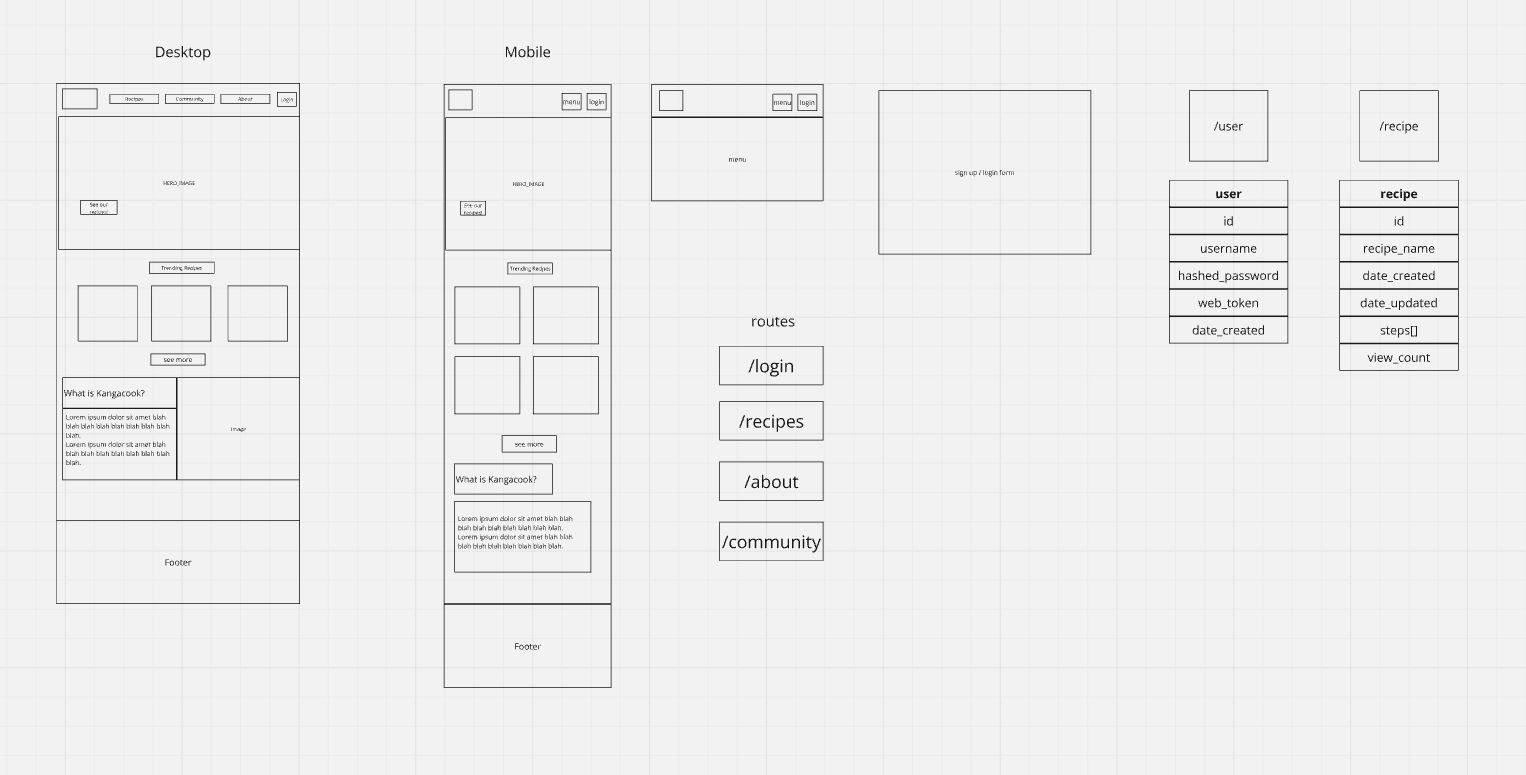 Desktop
Recipes
Community
About
Login
HERO_IMAGE
See our
recipes!
Trending Recipes
see more
What is Kangacook?
Lorem ipsum dolor sit amet blah
blah blah blah blah blah blah blah
blah.
Lorem ipsum dolor sit amet blah
blah blah blah blah blah blah blah
blah.
image
Footer
Mobile
menu
login
HERO_IMAGE
See our
recipes!
Trending Recipes
see more
What is Kangacook?
Lorem ipsum dolor sit amet blah
blah blah blah blah blah blah blah.
Lorem ipsum dolor sit amet blah
blah blah blah blah blah blah blah.
Footer
menu
login
menu
sign up / login form
routes
/login
/recipes
/about
/community
/user
user
id
username
hashed_password
web_token
date_created
/recipe
recipe
id
recipe_name
date_created
date_updated
steps[]
view_count